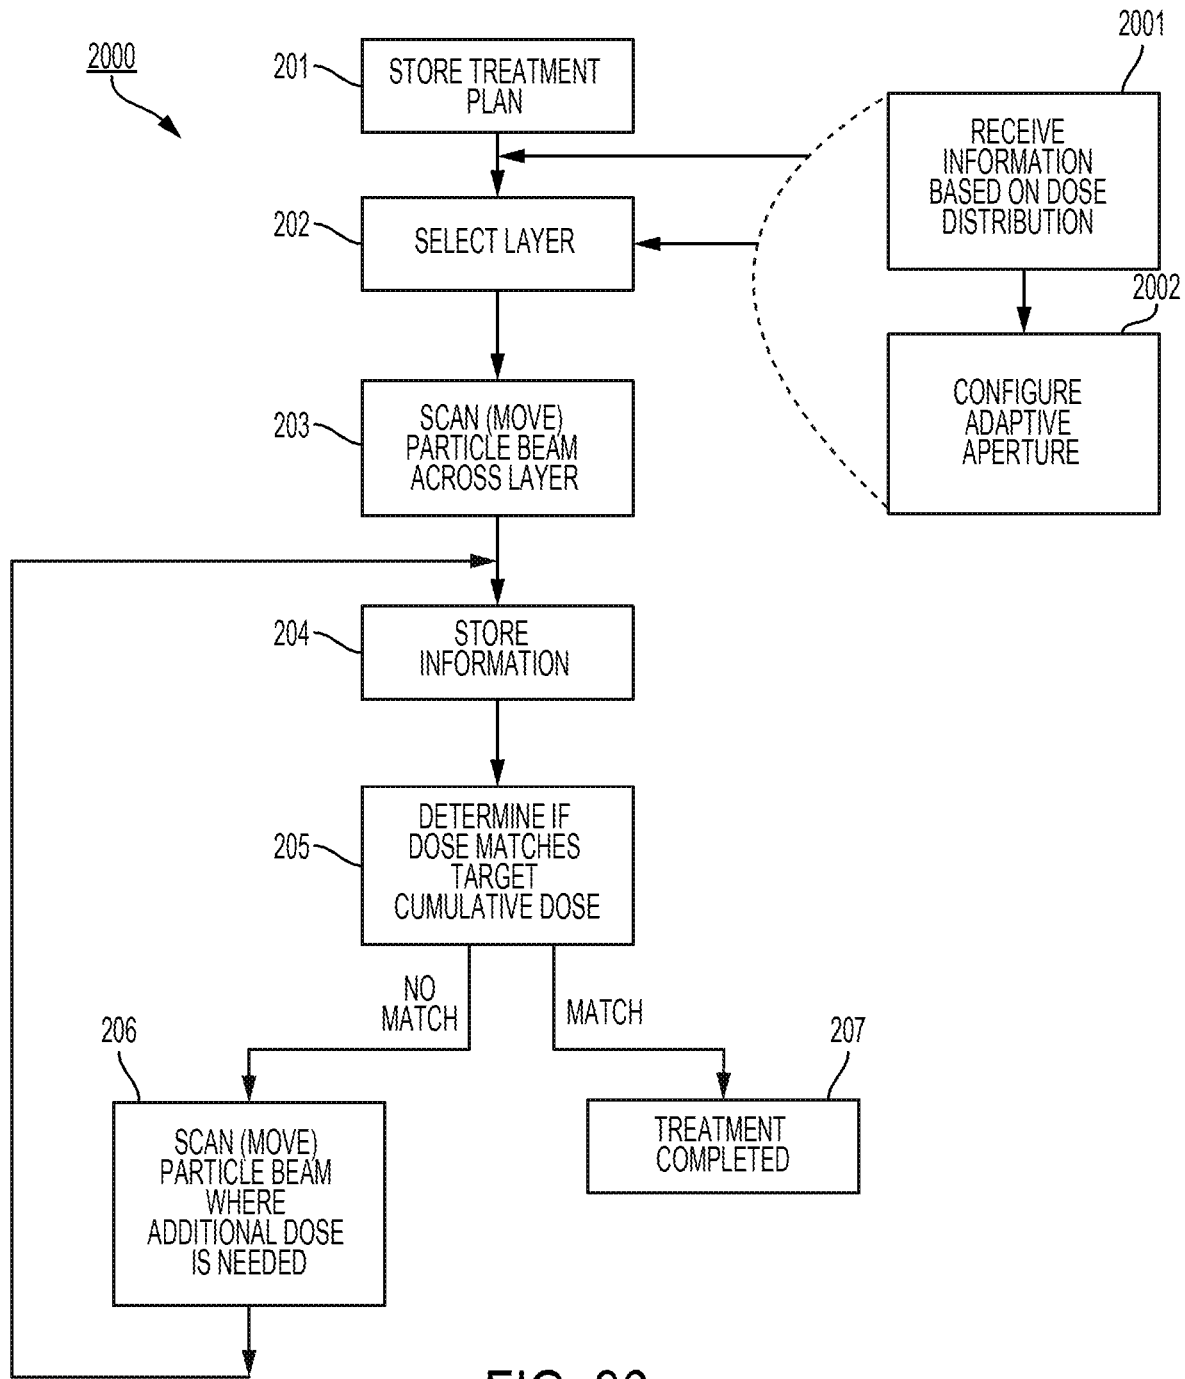 2000
201
STORE TREATMENT
PLAN
2001
RECEIVE
INFORMATION
BASED ON DOSE
DISTRIBUTION
202
SELECT LAYER
2002
CONFIGURE
ADAPTIVE
APERTURE
203
SCAN (MOVE)
PARTICLE BEAM
ACROSS LAYER
204
STORE
INFORMATION
205
DETERMINE IF
DOSE MATCHES
TARGET
CUMULATIVE DOSE
NO
MATCH
MATCH
206
SCAN (MOVE)
PARTICLE BEAM
WHERE
ADDITIONAL DOSE
IS NEEDED
207
TREATMENT
COMPLETED
FIG.